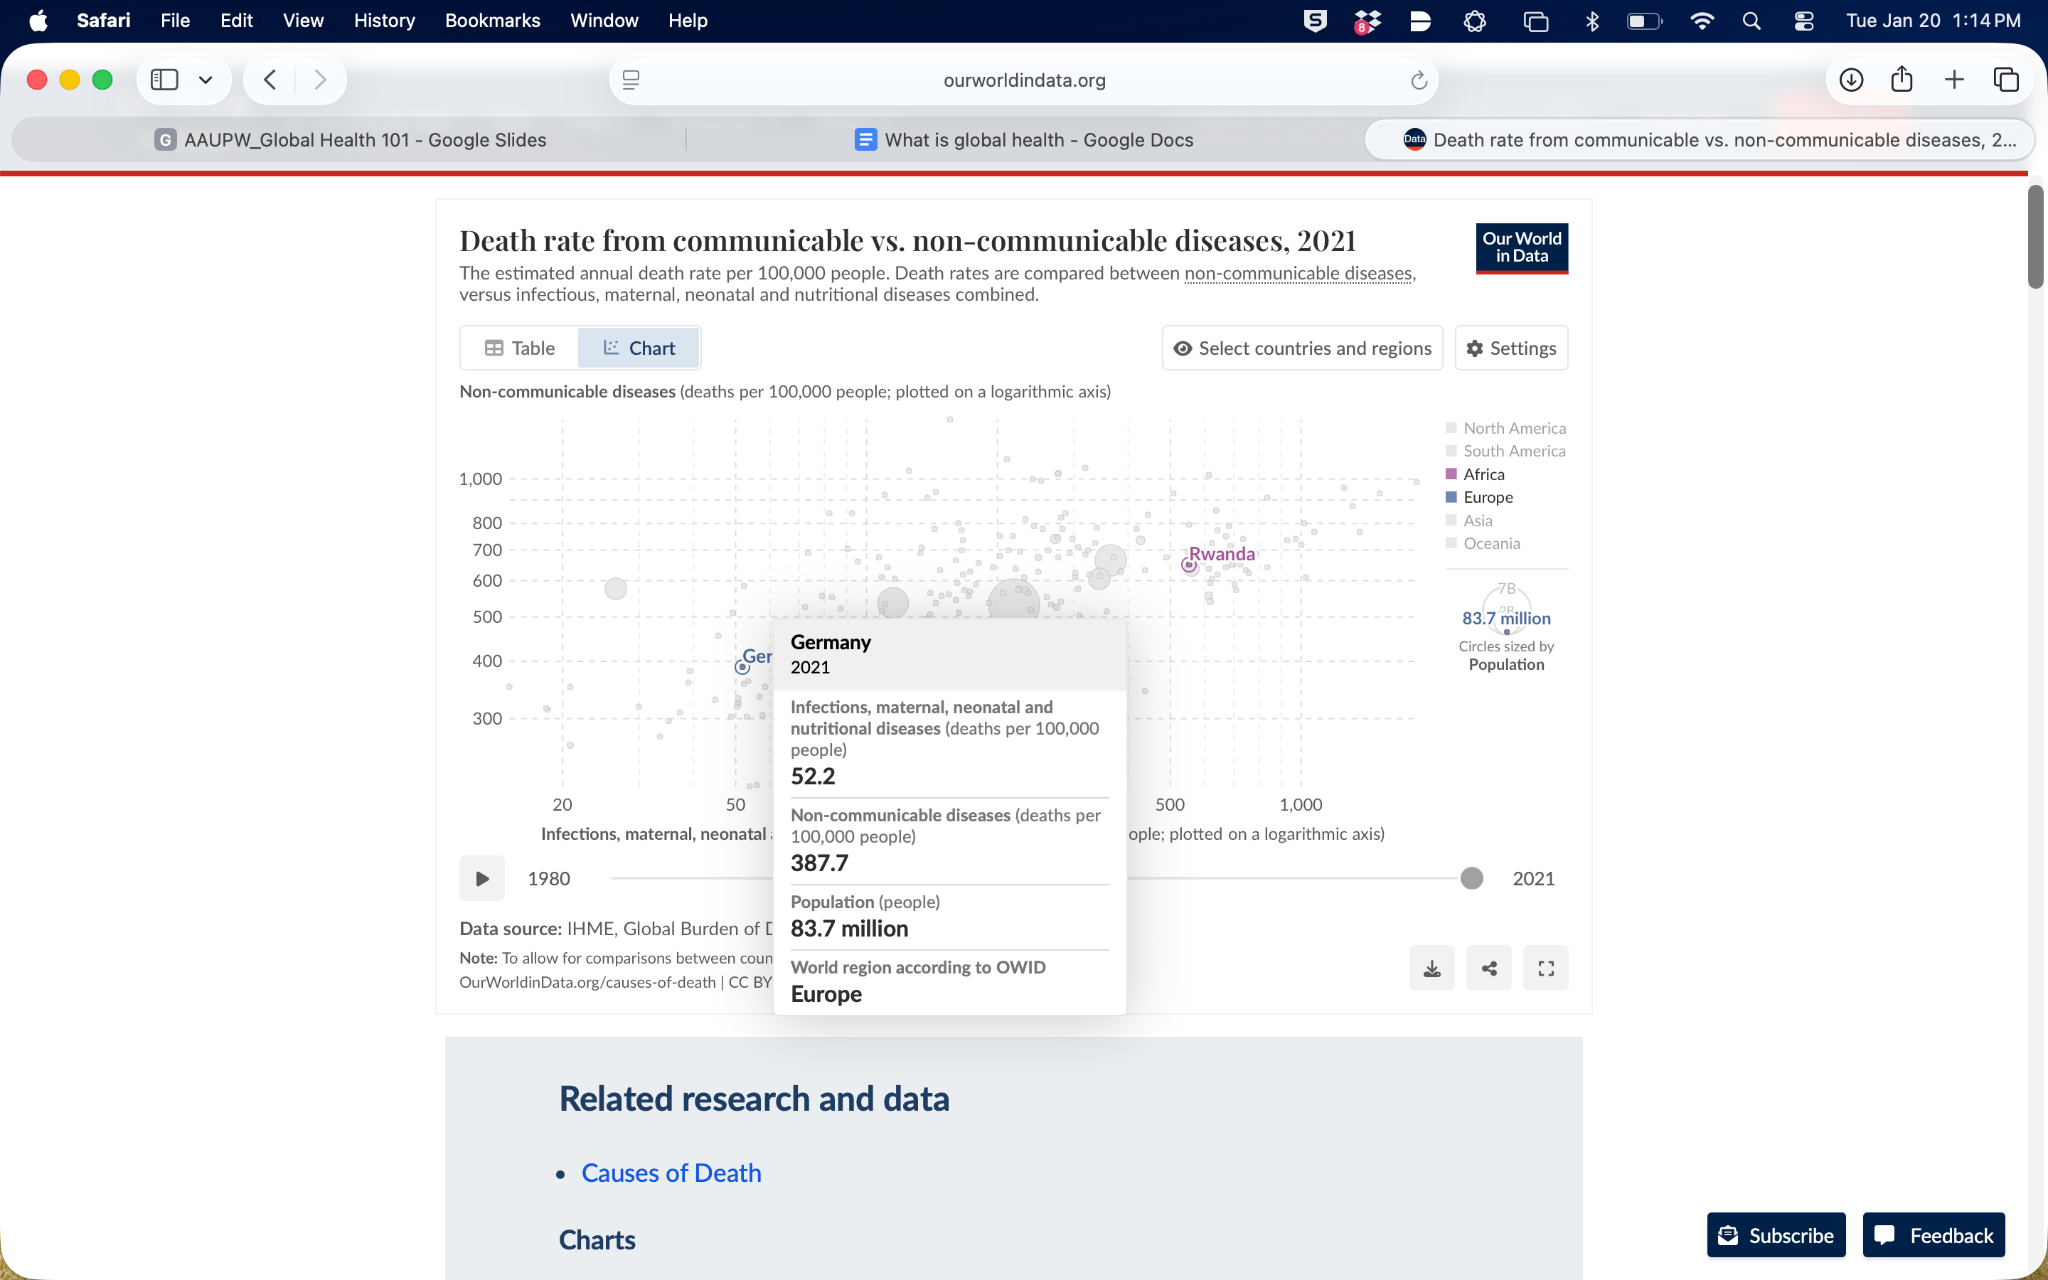 Safari File Edit View History Bookmarks Window Help
8
Tue Jan 20 1:14 PM
ourworldindata.org
G AAUPW_Global Health 101 - Google Slides
What is global health - Google Docs
Data Death rate from communicable vs. non-communicable diseases, 2...
Death rate from communicable vs. non-communicable diseases, 2021
The estimated annual death rate per 100,000 people. Death rates are compared between non-communicable diseases,
versus infectious, maternal, neonatal and nutritional diseases combined.
Our World
in Data
Table Chart
Select countries and regions
Settings
Non-communicable diseases (deaths per 100,000 people; plotted on a logarithmic axis)
1,000
800
700
600
500
400
300
Rwanda
Ger
North America
South America
Africa
Europe
Asia
Oceania
7B
2B
83.7 million
Circles sized by
Population
Germany
2021
Infections, maternal, neonatal and
nutritional diseases (deaths per 100,000
people)
52.2
Non-communicable diseases (deaths per
100,000 people)
387.7
Population (people)
83.7 million
World region according to OWID
Europe
20 50 500 1,000
Infections, maternal, neonatal
ople; plotted on a logarithmic axis)
1980 2021
Data source: IHME, Global Burden of D
Note: To allow for comparisons between coun
OurWorldinData.org/causes-of-death | CC BY
Related research and data
• Causes of Death
Charts
Subscribe
Feedback